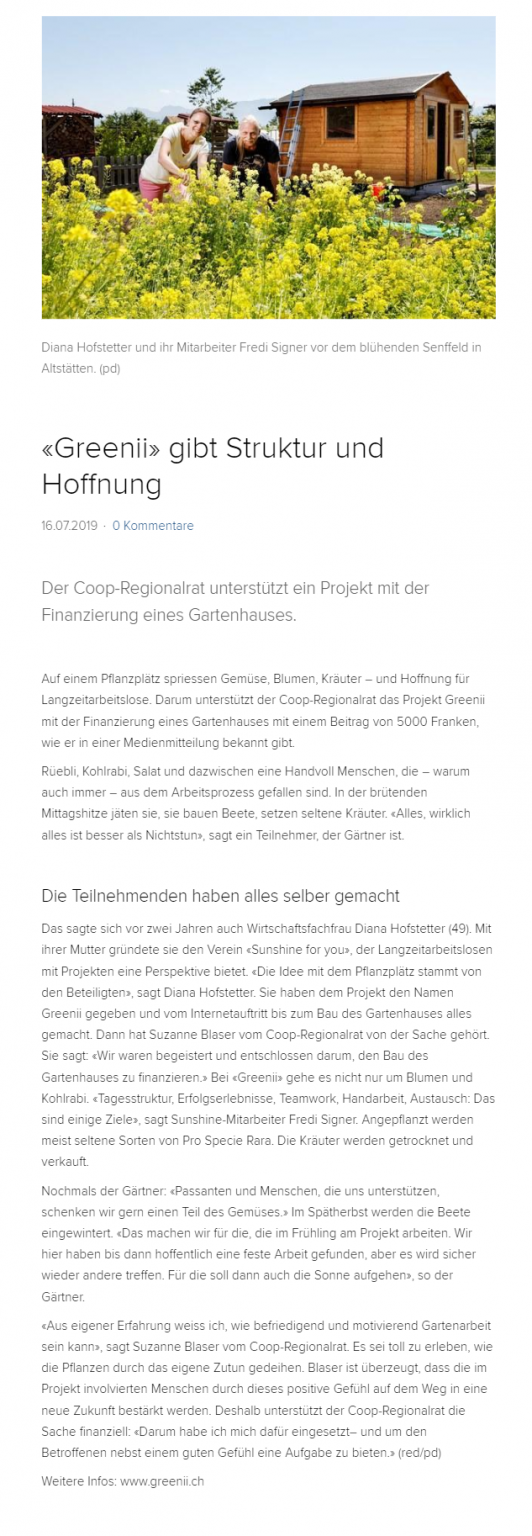 Diana Hofstetter und ihr Mitarbeiter Fredi Signer vor dem blühenden Senffeld in
Altstätten. (pd)
«Greenii» gibt Struktur und
Hoffnung
16.07.2019 · 0 Kommentare
Der Coop-Regionalrat unterstützt ein Projekt mit der
Finanzierung eines Gartenhauses.
Auf einem Pflanzplätz spriessen Gemüse, Blumen, Kräuter – und Hoffnung für
Langzeitarbeitslose. Darum unterstützt der Coop-Regionalrat das Projekt Greenii
mit der Finanzierung eines Gartenhauses mit einem Beitrag von 5000 Franken,
wie er in einer Medienmitteilung bekannt gibt.
Rüebli, Kohlrabi, Salat und dazwischen eine Handvoll Menschen, die – warum
auch immer – aus dem Arbeitsprozess gefallen sind. In der brütenden
Mittagshitze jäten sie, sie bauen Beete, setzen seltene Kräuter. «Alles, wirklich
alles ist besser als Nichtstun», sagt ein Teilnehmer, der Gärtner ist.
Die Teilnehmenden haben alles selber gemacht
Das sagte sich vor zwei Jahren auch Wirtschaftsfachfrau Diana Hofstetter (49). Mit
ihrer Mutter gründete sie den Verein «Sunshine for you», der Langzeitarbeitslosen
mit Projekten eine Perspektive bietet. «Die Idee mit dem Pflanzplätz stammt von
den Beteiligten», sagt Diana Hofstetter. Sie haben dem Projekt den Namen
Greenii gegeben und vom Internetauftritt bis zum Bau des Gartenhauses alles
gemacht. Dann hat Suzanne Blaser vom Coop-Regionalrat von der Sache gehört.
Sie sagt: «Wir waren begeistert und entschlossen darum, den Bau des
Gartenhauses zu finanzieren.» Bei «Greenii» gehe es nicht nur um Blumen und
Kohlrabi. «Tagesstruktur, Erfolgserlebnisse, Teamwork, Handarbeit, Austausch: Das
sind einige Ziele», sagt Sunshine-Mitarbeiter Fredi Signer. Angepflanzt werden
meist seltene Sorten von Pro Specie Rara. Die Kräuter werden getrocknet und
verkauft.
Nochmals der Gärtner: «Passanten und Menschen, die uns unterstützen,
schenken wir gern einen Teil des Gemüses.» Im Spätherbst werden die Beete
eingewintert. «Das machen wir für die, die im Frühling am Projekt arbeiten. Wir
hier haben bis dann hoffentlich eine feste Arbeit gefunden, aber es wird sicher
wieder andere treffen. Für die soll dann auch die Sonne aufgehen», so der
Gärtner.
«Aus eigener Erfahrung weiss ich, wie befriedigend und motivierend Gartenarbeit
sein kann», sagt Suzanne Blaser vom Coop-Regionalrat. Es sei toll zu erleben, wie
die Pflanzen durch das eigene Zutun gedeihen. Blaser ist überzeugt, dass die im
Projekt involvierten Menschen durch dieses positive Gefühl auf dem Weg in eine
neue Zukunft bestärkt werden. Deshalb unterstützt der Coop-Regionalrat die
Sache finanziell: «Darum habe ich mich dafür eingesetzt– und um den
Betroffenen nebst einem guten Gefühl eine Aufgabe zu bieten.» (red/pd)
Weitere Infos: www.greenii.ch